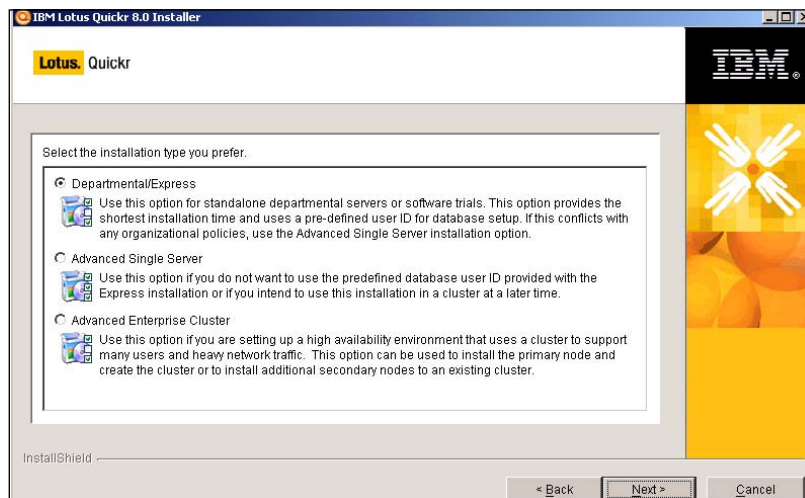 IBM Lotus Quickr 8.0 Installer
Lotus. Quickr
IBM®
Select the installation type you prefer.
Departmental/Express
Use this option for standalone departmental servers or software trials. This option provides the
shortest installation time and uses a pre-defined user ID for database setup. If this conflicts with
any organizational policies, use the Advanced Single Server installation option.
Advanced Single Server
Use this option if you do not want to use the predefined database user ID provided with the
Express installation or if you intend to use this installation in a cluster at a later time.
Advanced Enterprise Cluster
Use this option if you are setting up a high availability environment that uses a cluster to support
many users and heavy network traffic. This option can be used to install the primary node and
create the cluster or to install additional secondary nodes to an existing cluster.
InstallShield
< Back
Next >
Cancel